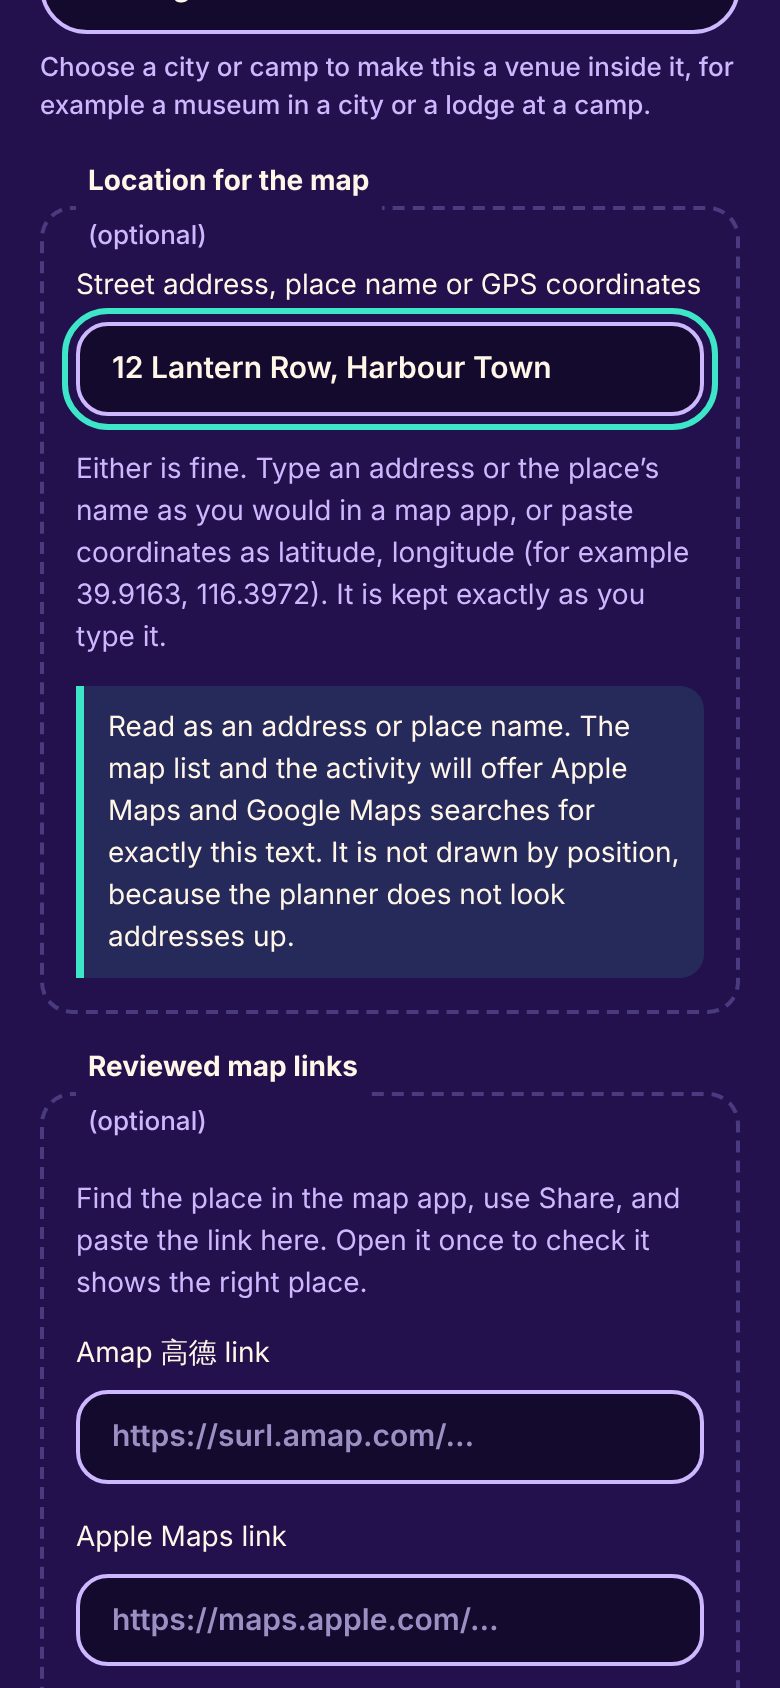 Choose a city or camp to make this a venue inside it, for
example a museum in a city or a lodge at a camp.
Location for the map
(optional)
Street address, place name or GPS coordinates
12 Lantern Row, Harbour Town
Either is fine. Type an address or the place’s
name as you would in a map app, or paste
coordinates as latitude, longitude (for example
39.9163, 116.3972). It is kept exactly as you
type it.
Read as an address or place name. The
map list and the activity will offer Apple
Maps and Google Maps searches for
exactly this text. It is not drawn by position,
because the planner does not look
addresses up.
Reviewed map links
(optional)
Find the place in the map app, use Share, and
paste the link here. Open it once to check it
shows the right place.
Amap 高德 link
https://surl.amap.com/…
Apple Maps link
https://maps.apple.com/…